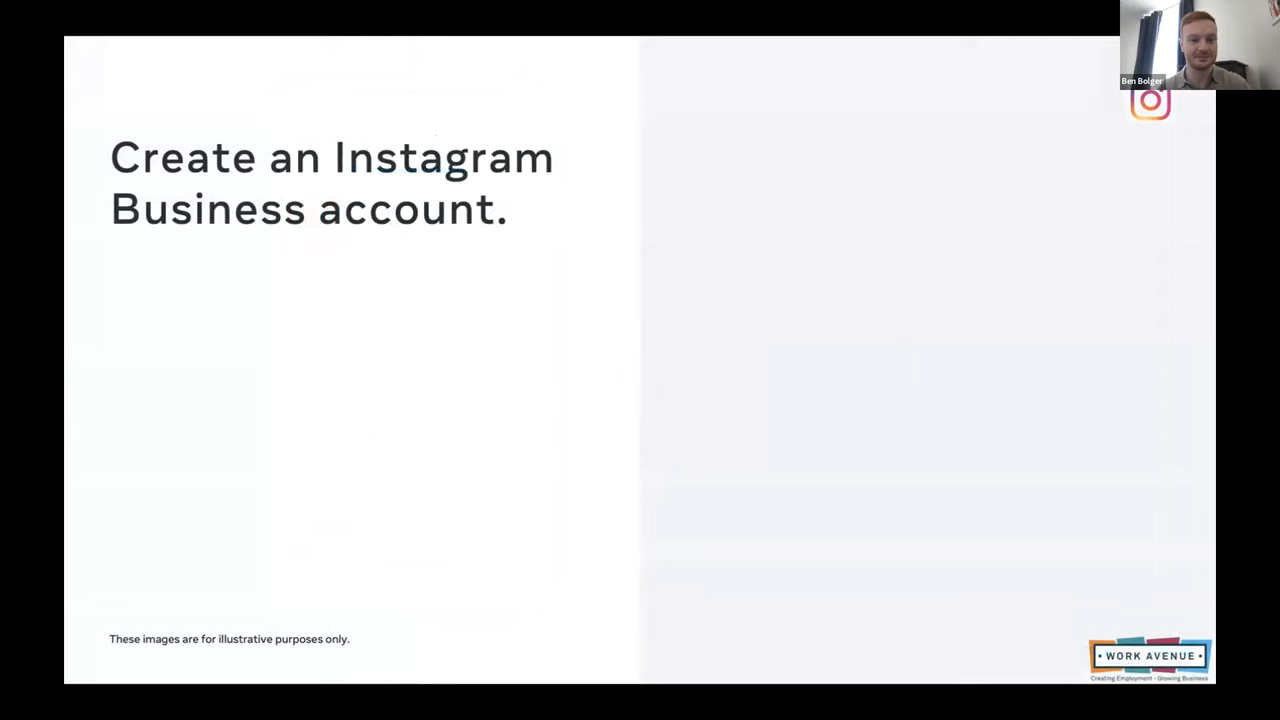 Ben Bolger
Create an Instagram
Business account.
These images are for illustrative purposes only.
• WORK AVENUE •
Creating Employment - Growing Business